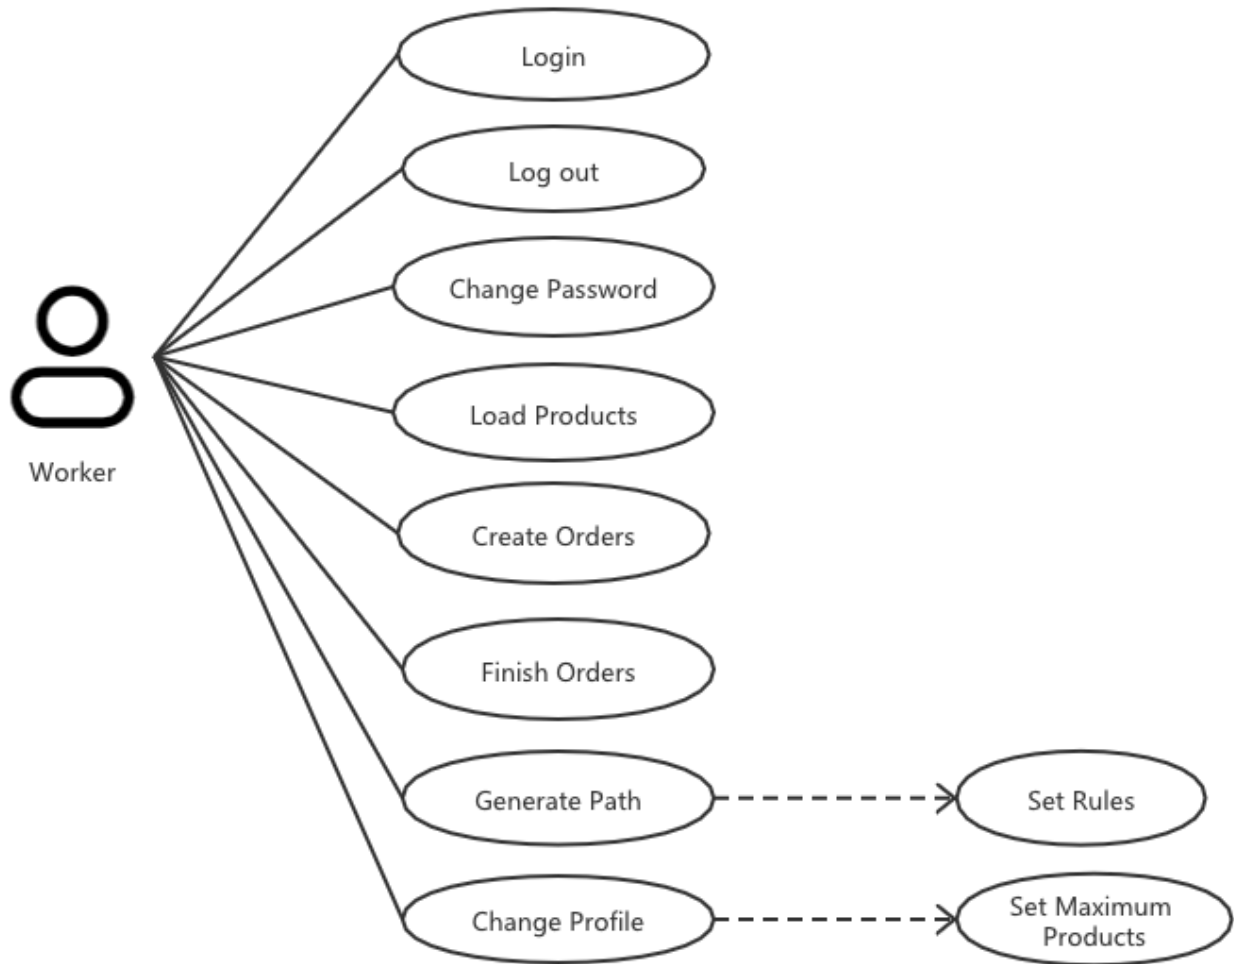 Login
Log out
Change Password
Load Products
Worker
Create Orders
Finish Orders
Generate Path
Set Rules
Change Profile
Set Maximum
Products